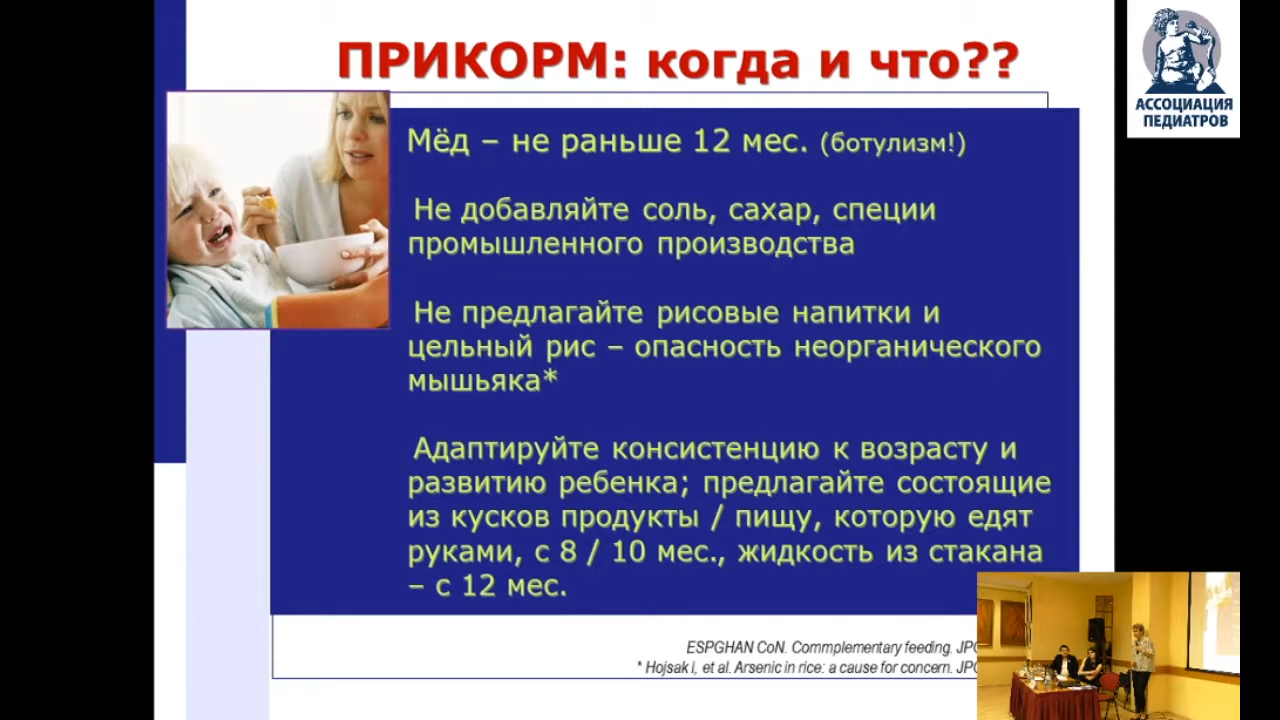 ПРИКОРМ: когда и что??
АССОЦИАЦИЯ
ПЕДИАТРОВ
Мёд – не раньше 12 мес. (ботулизм!)
Не добавляйте соль, сахар, специи
промышленного производства
Не предлагайте рисовые напитки и
цельный рис – опасность неорганического
мышьяка*
Адаптируйте консистенцию к возрасту и
развитию ребенка; предлагайте состоящие
из кусков продукты / пищу, которую едят
руками, с 8 / 10 мес., жидкость из стакана
– с 12 мес.
ESPGHAN CoN. Commplementary feeding. JPG
* Hojsak I, et al. Arsenic in rice: a cause for concern. JPG